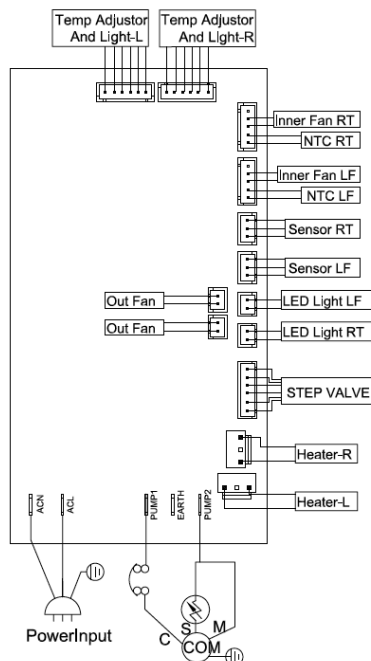 Temp Adjustor
And Light-L
Temp Adjustor
And Light-R
Inner Fan RT
NTC RT
Inner Fan LF
NTC LF
Sensor RT
Sensor LF
Out Fan
LED Light LF
Out Fan
LED Light RT
STEP VALVE
Heater-R
Heater-L
ACN
ACL
PUMP1
EARTH
PUMP2
PowerInput
C
S
M
COM